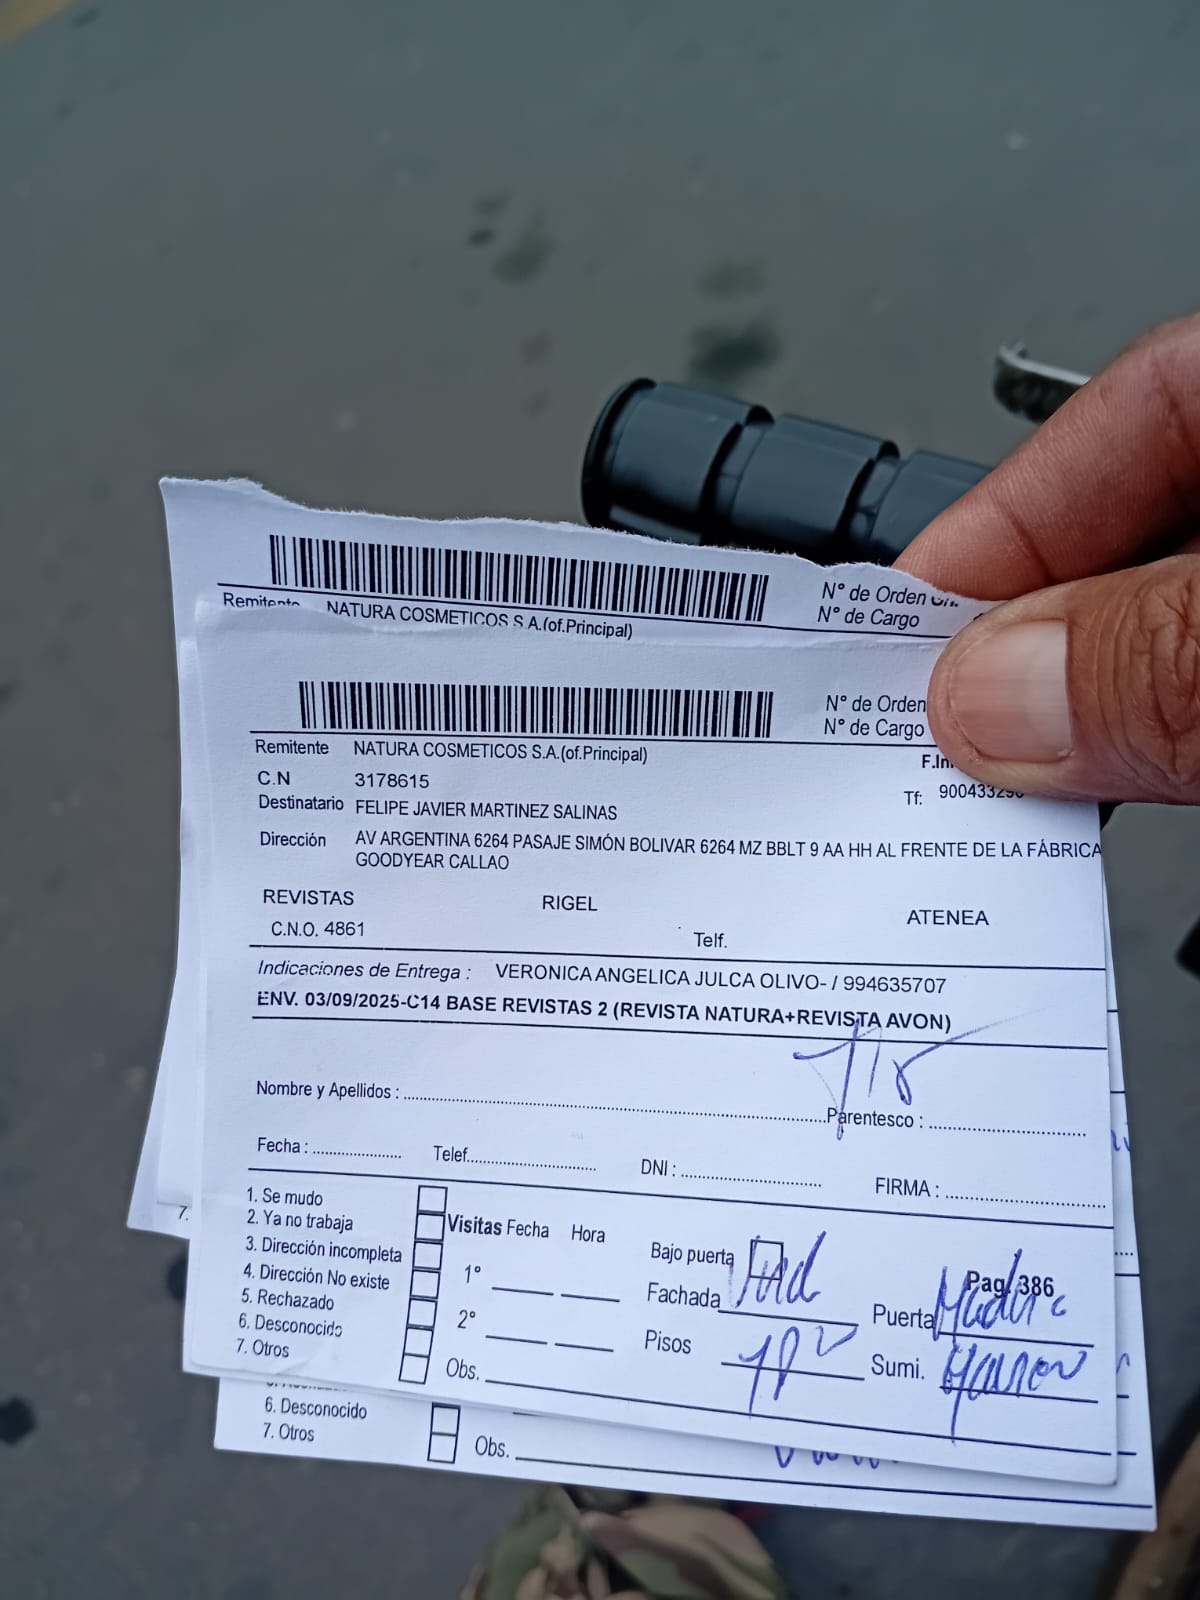 N° de Orden
N° de Cargo
Remitente NATURA COSMETICOS S.A.(of.Principal)
N° de Orden
N° de Cargo
Remitente NATURA COSMETICOS S.A.(of.Principal)
F.In
C.N 3178615
Tf: 900433290
Destinatario FELIPE JAVIER MARTINEZ SALINAS
Dirección AV ARGENTINA 6264 PASAJE SIMÓN BOLIVAR 6264 MZ BBLT 9 AA HH AL FRENTE DE LA FÁBRICA
GOODYEAR CALLAO
REVISTAS RIGEL ATENEA
C.N.O. 4861 Telf.
Indicaciones de Entrega : VERONICA ANGELICA JULCA OLIVO- / 994635707
ENV. 03/09/2025-C14 BASE REVISTAS 2 (REVISTA NATURA+REVISTA AVON)
Nombre y Apellidos : Parentesco :
Fecha : Telef. DNI : FIRMA :
1. Se mudo
2. Ya no trabaja
3. Dirección incompleta
4. Dirección No existe
5. Rechazado
6. Desconocido
7. Otros
Visitas Fecha Hora
1°
2°
Obs.
Bajo puerta
Fachada
Pisos
Pag. 386
Puerta
Sumi.
7.
6. Desconocido
7. Otros
Obs.